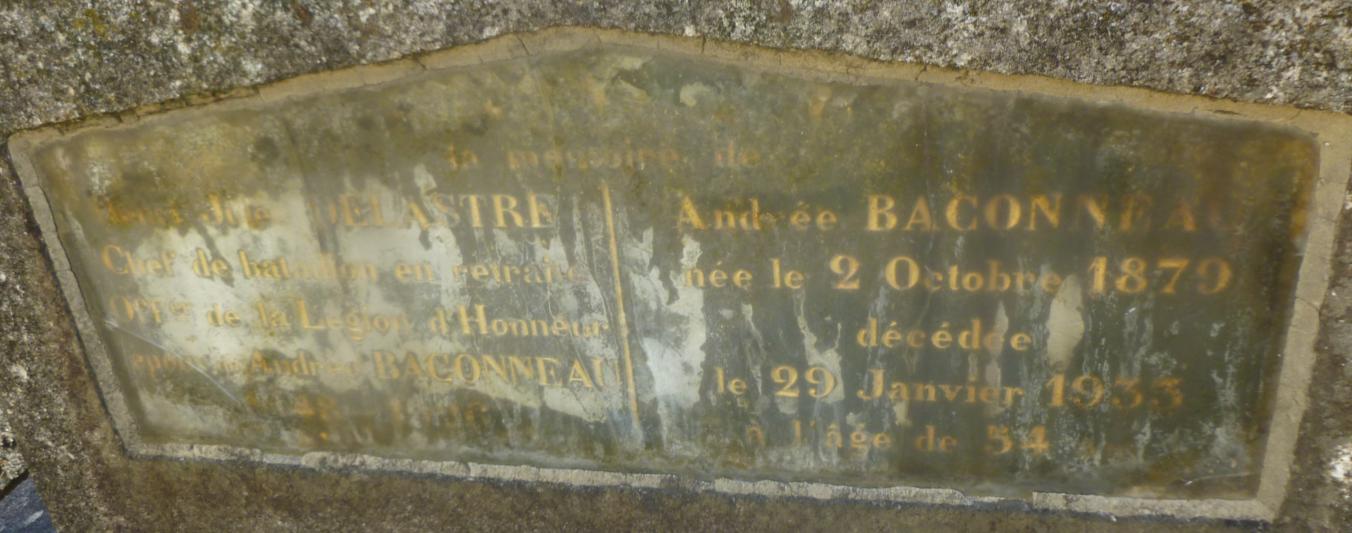 la mémoire de
DELASTRE
Chef de bataillon en retraite
Offer de la Légion d'Honneur
Andrée BACONNEAU
Andrée BACONNEAU
née le 2 Octobre 1879
décédée
le 29 Janvier 1933
à l'âge de 54